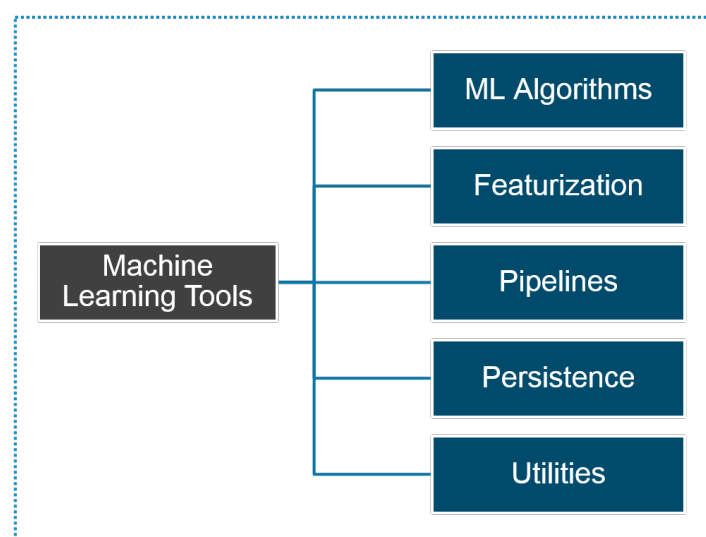 Machine
Learning Tools
ML Algorithms
Featurization
Pipelines
Persistence
Utilities